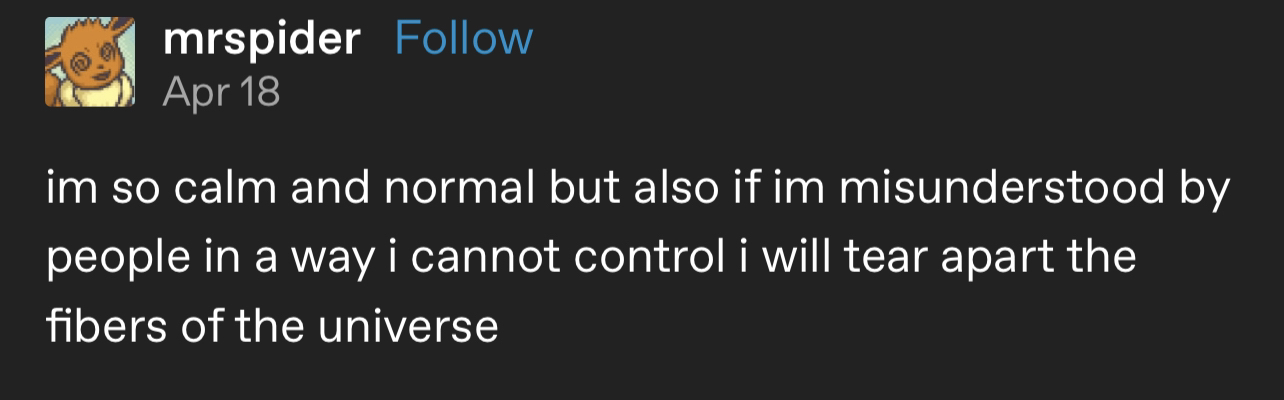 mrspider Follow
Apr 18
im so calm and normal but also if im misunderstood by
people in a way i cannot control i will tear apart the
fibers of the universe